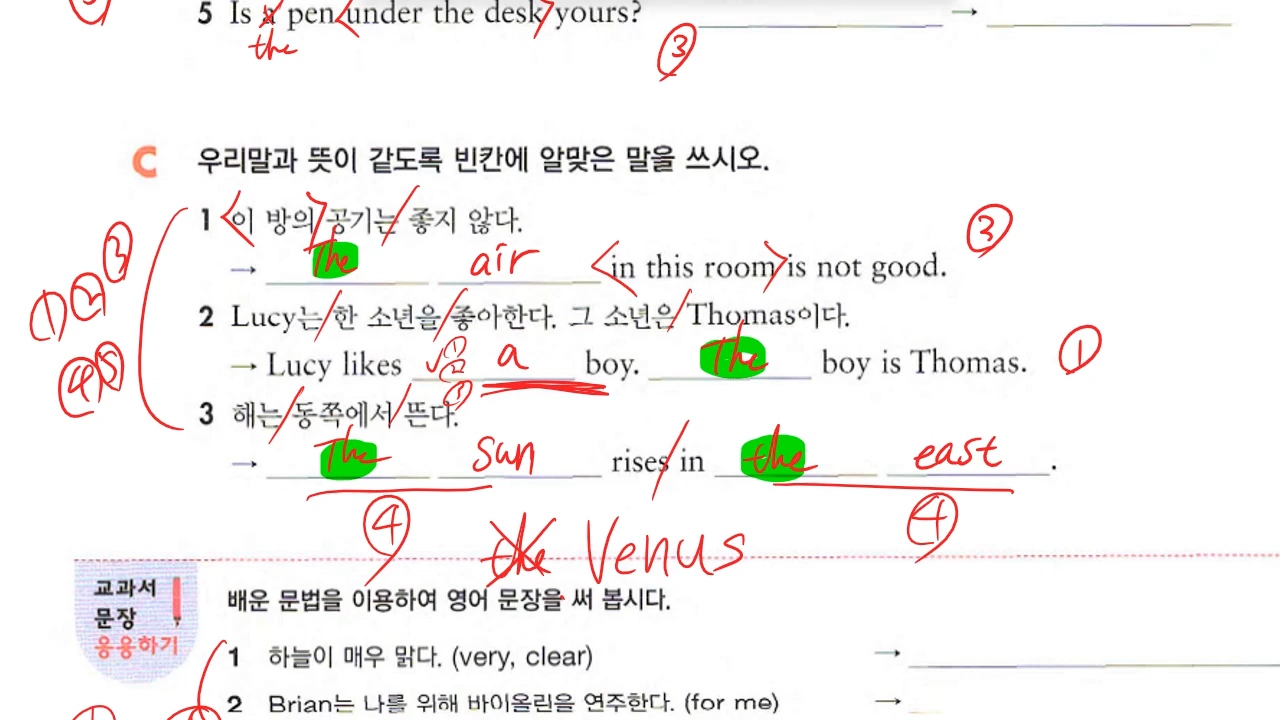 5 Is a pen <under the desk> yours? →
the
③
C 우리말과 뜻이 같도록 빈칸에 알맞은 말을 쓰시오.
1 <이 방의> 공기는/ 좋지 않다.
③
→ The air <in this room> is not good.
① ② ③
2 Lucy는/ 한 소년을/ 좋아한다. 그 소년은/ Thomas이다.
→ Lucy likes a boy. The boy is Thomas.
① ② ③
①
④ ⑤
3 해는/ 동쪽에서/ 뜬다.
→ The sun rises/ in the east.
④ ④
the Venus
교과서
문장
응용하기
배운 문법을 이용하여 영어 문장을 써 봅시다.
1 하늘이 매우 맑다. (very, clear) →
2 Brian는 나를 위해 바이올린을 연주한다. (for me) →